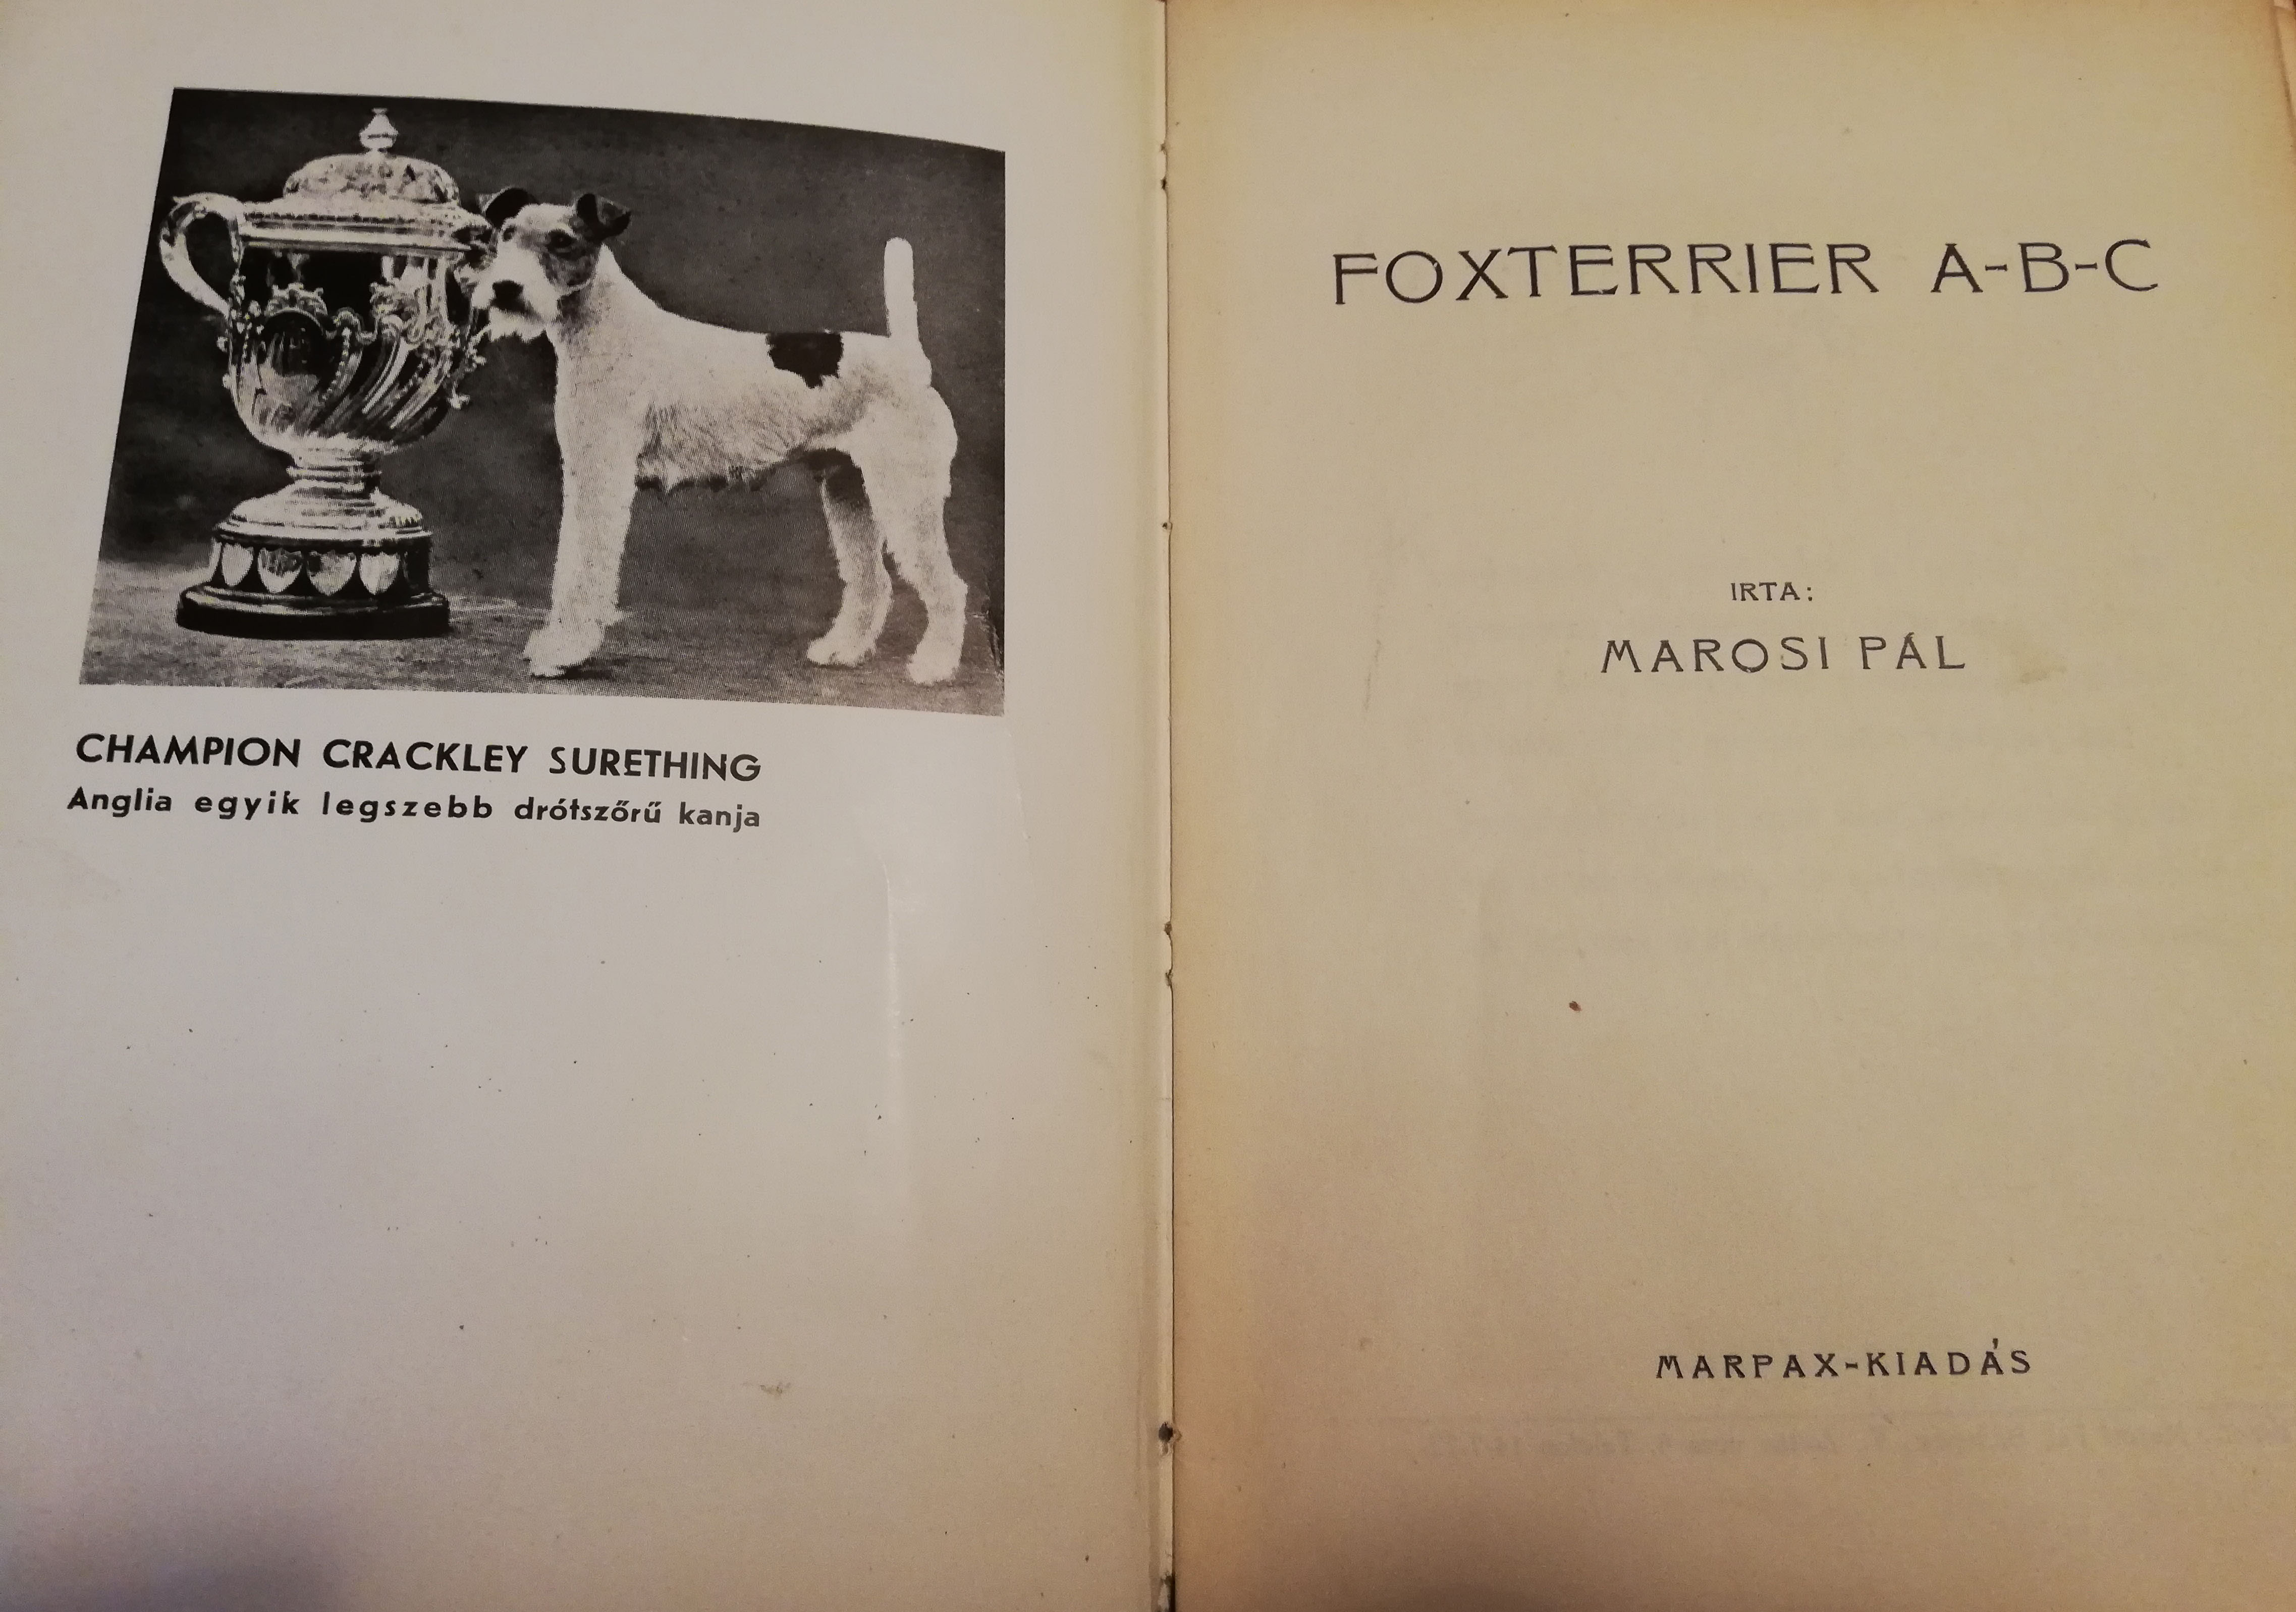 CHAMPION CRACKLEY SURETHING
Anglia egyik legszebb drótszőrű kanja
FOXTERRIER A-B-C
IRTA:
MAROSI PÁL
MARPAX-KIADÁS